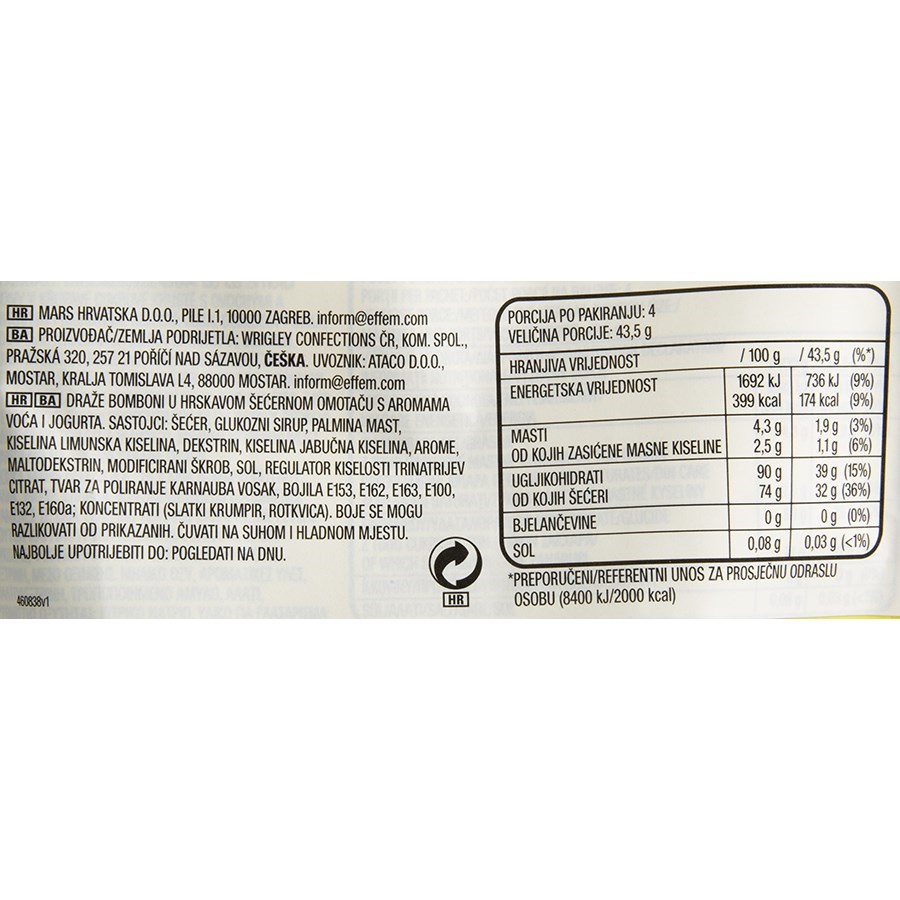 HR MARS HRVATSKA D.O.O., PILE I.1, 10000 ZAGREB. inform@effem.com
BA PROIZVOĐAČ/ZEMLJA PODRIJETLA: WRIGLEY CONFECTIONS ČR, KOM. SPOL.,
PRAŽSKÁ 320, 257 21 POŘÍČÍ NAD SÁZAVOU, ČEŠKA. UVOZNIK: ATACO D.O.O.,
MOSTAR, KRALJA TOMISLAVA L4, 88000 MOSTAR. inform@effem.com
HR BA DRAŽE BOMBONI U HRSKAVOM ŠEĆERNOM OMOTAČU S AROMAMA
VOĆA I JOGURTA. SASTOJCI: ŠEĆER, GLUKOZNI SIRUP, PALMINA MAST,
KISELINA LIMUNSKA KISELINA, DEKSTRIN, KISELINA JABUČNA KISELINA, AROME,
MALTODEKSTRIN, MODIFICIRANI ŠKROB, SOL, REGULATOR KISELOSTI TRINATRIJEV
CITRAT, TVAR ZA POLIRANJE KARNAUBA VOSAK, BOJILA E153, E162, E163, E100,
E132, E160a; KONCENTRATI (SLATKI KRUMPIR, ROTKVICA). BOJE SE MOGU
RAZLIKOVATI OD PRIKAZANIH. ČUVATI NA SUHOM I HLADNOM MJESTU.
NAJBOLJE UPOTRIJEBITI DO: POGLEDATI NA DNU.
460838v1
HR
PORCIJA PO PAKIRANJU: 4
VELIČINA PORCIJE: 43,5 g
HRANJIVA VRIJEDNOST / 100 g / 43,5 g (%*)
ENERGETSKA VRIJEDNOST 1692 kJ 736 kJ (9%)
399 kcal 174 kcal (9%)
MASTI 4,3 g 1,9 g (3%)
OD KOJIH ZASIĆENE MASNE KISELINE 2,5 g 1,1 g (6%)
UGLJIKOHIDRATI 90 g 39 g (15%)
OD KOJIH ŠEĆERI 74 g 32 g (36%)
BJELANČEVINE 0 g 0 g (0%)
SOL 0,08 g 0,03 g (<1%)
*PREPORUČENI/REFERENTNI UNOS ZA PROSJEČNU ODRASLU
OSOBU (8400 kJ/2000 kcal)